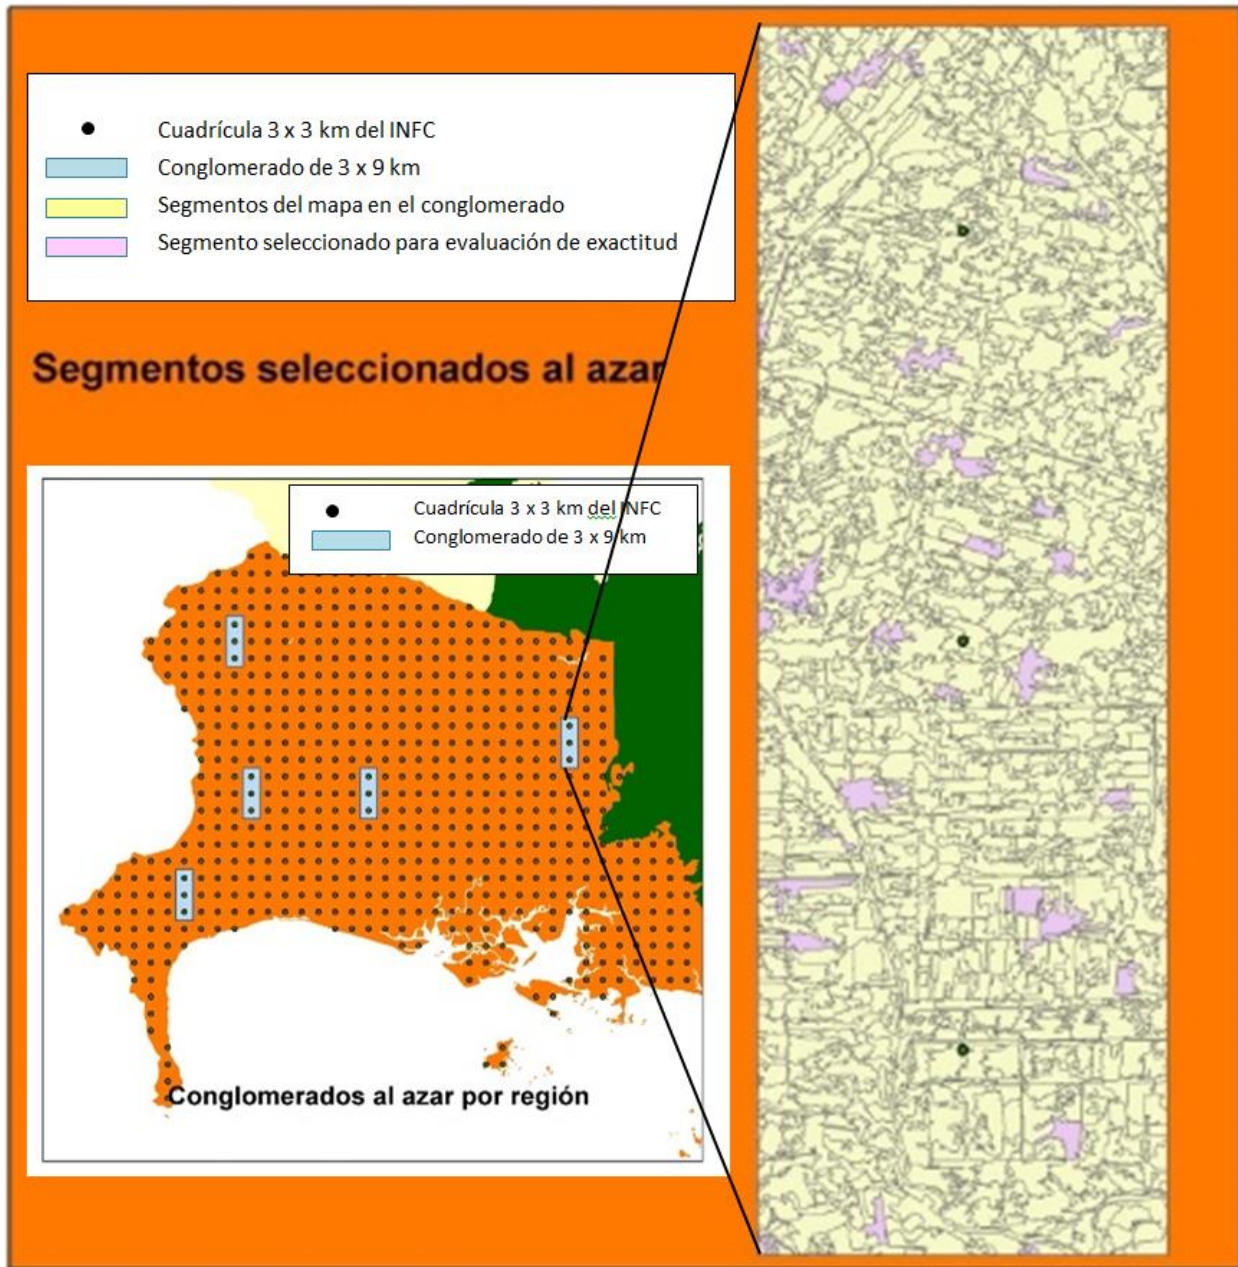 Cuadrícula 3 x 3 km del INFC
Conglomerado de 3 x 9 km
Segmentos del mapa en el conglomerado
Segmento seleccionado para evaluación de exactitud
Segmentos seleccionados al azar
Cuadrícula 3 x 3 km del INFC
Conglomerado de 3 x 9 km
Conglomerados al azar por región